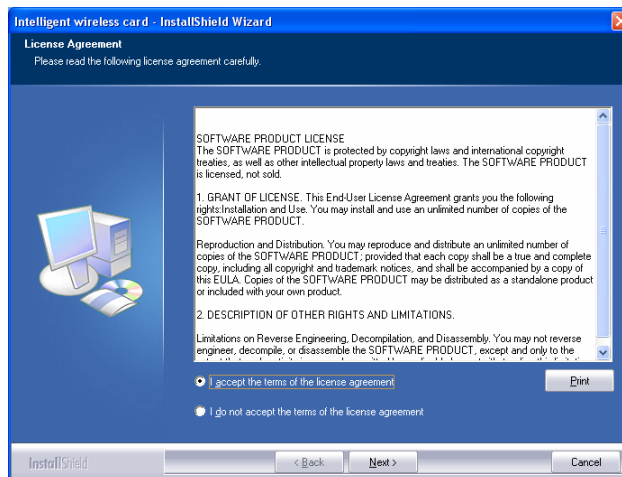 Intelligent wireless card - InstallShield Wizard
License Agreement
Please read the following license agreement carefully.
SOFTWARE PRODUCT LICENSE
The SOFTWARE PRODUCT is protected by copyright laws and international copyright
treaties, as well as other intellectual property laws and treaties. The SOFTWARE PRODUCT
is licensed, not sold.
1. GRANT OF LICENSE. This End-User License Agreement grants you the following
rights:Installation and Use. You may install and use an unlimited number of copies of the
SOFTWARE PRODUCT.
Reproduction and Distribution. You may reproduce and distribute an unlimited number of
copies of the SOFTWARE PRODUCT; provided that each copy shall be a true and complete
copy, including all copyright and trademark notices, and shall be accompanied by a copy of
this EULA. Copies of the SOFTWARE PRODUCT may be distributed as a standalone product
or included with your own product.
2. DESCRIPTION OF OTHER RIGHTS AND LIMITATIONS.
Limitations on Reverse Engineering, Decompilation, and Disassembly. You may not reverse
engineer, decompile, or disassemble the SOFTWARE PRODUCT, except and only to the
I accept the terms of the license agreement
Print
I do not accept the terms of the license agreement
InstallShield
< Back
Next >
Cancel